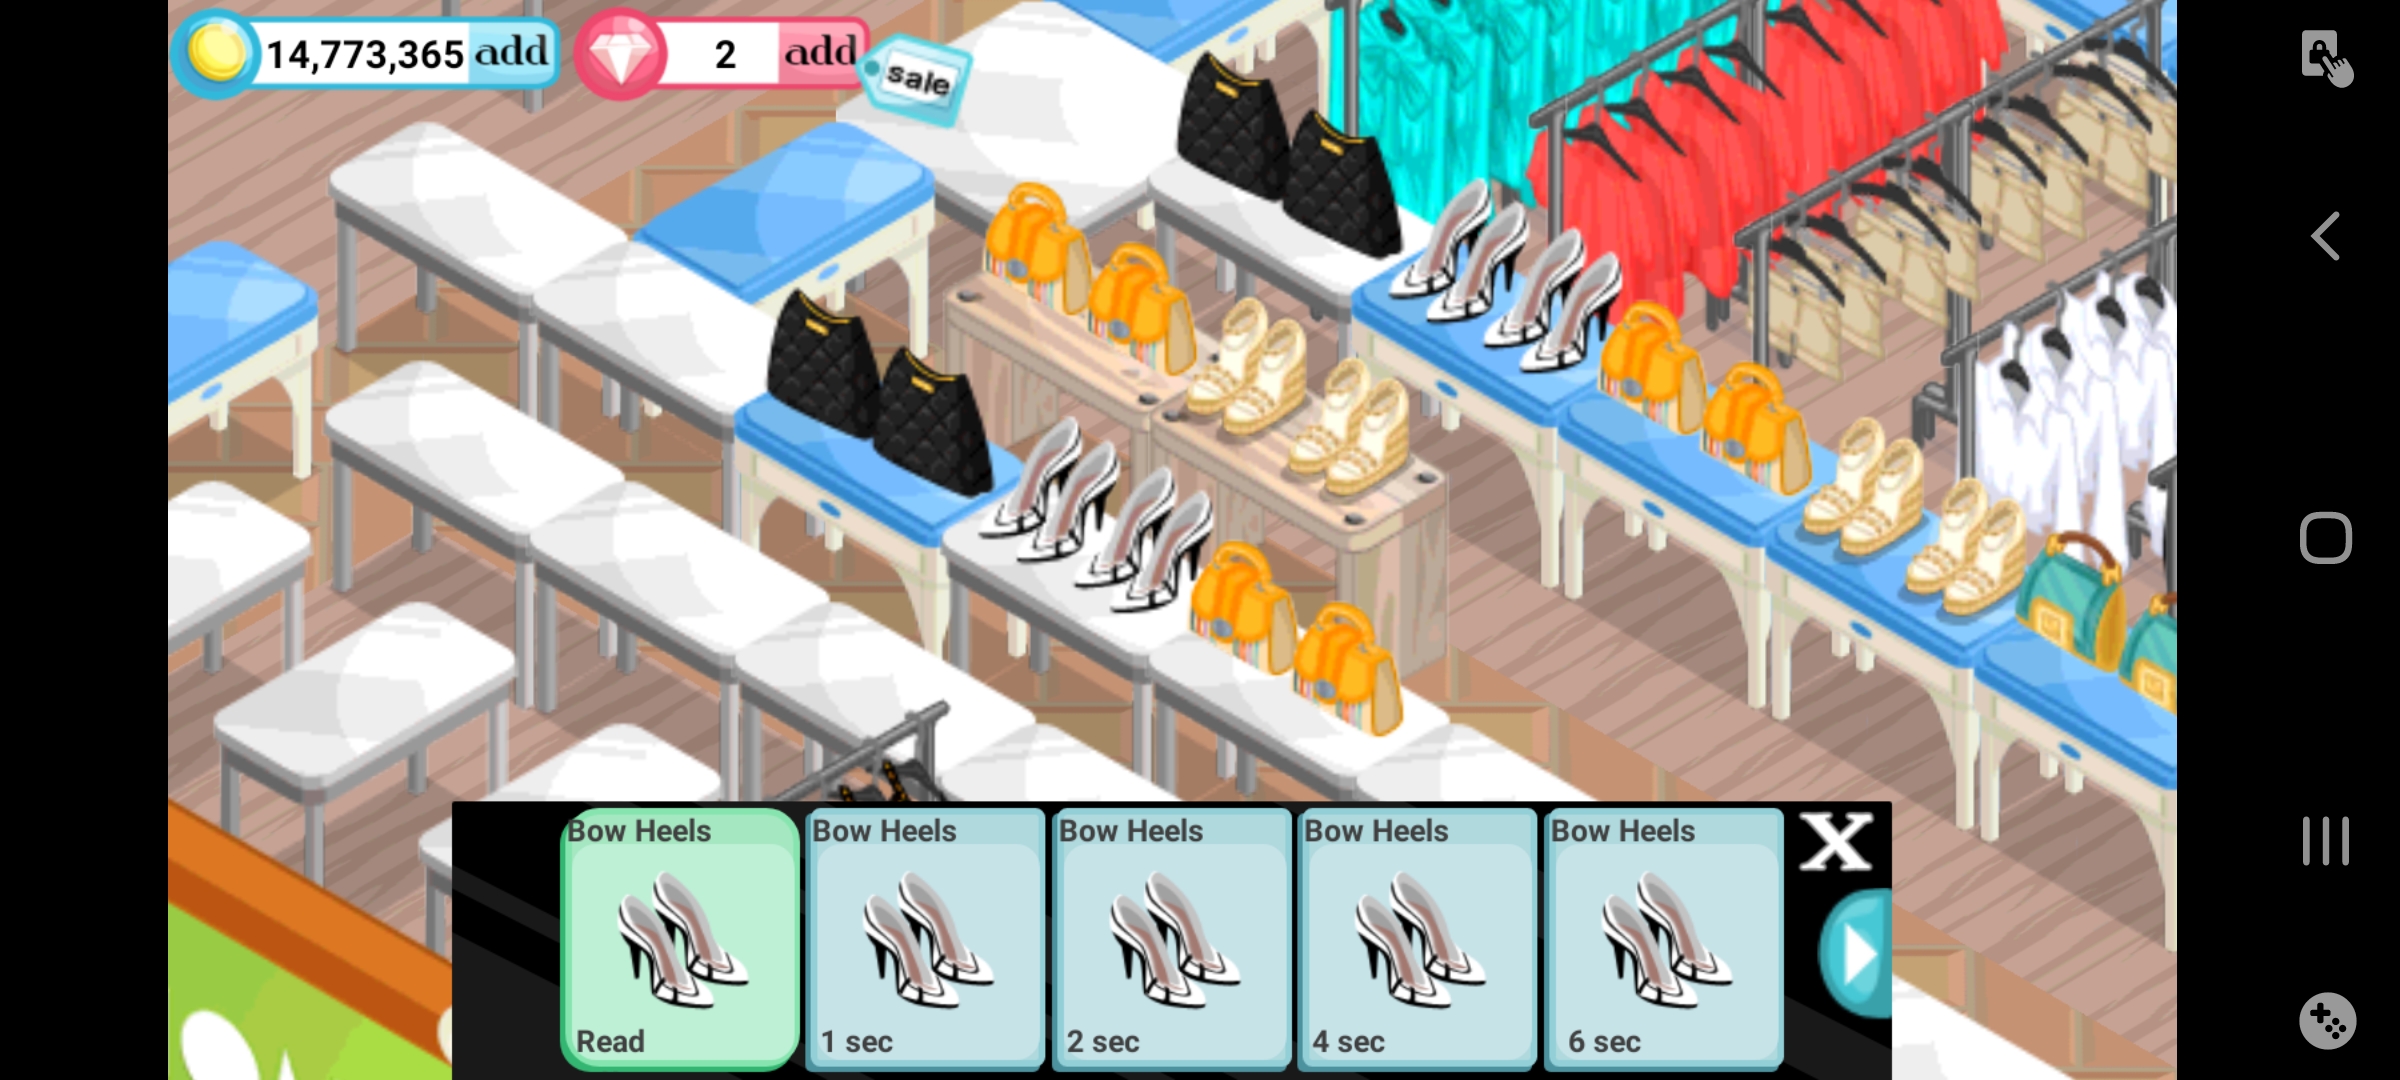 14,773,365 add
2 add
sale
Bow Heels
Bow Heels
Bow Heels
Bow Heels
Bow Heels
Read
1 sec
2 sec
4 sec
6 sec
X